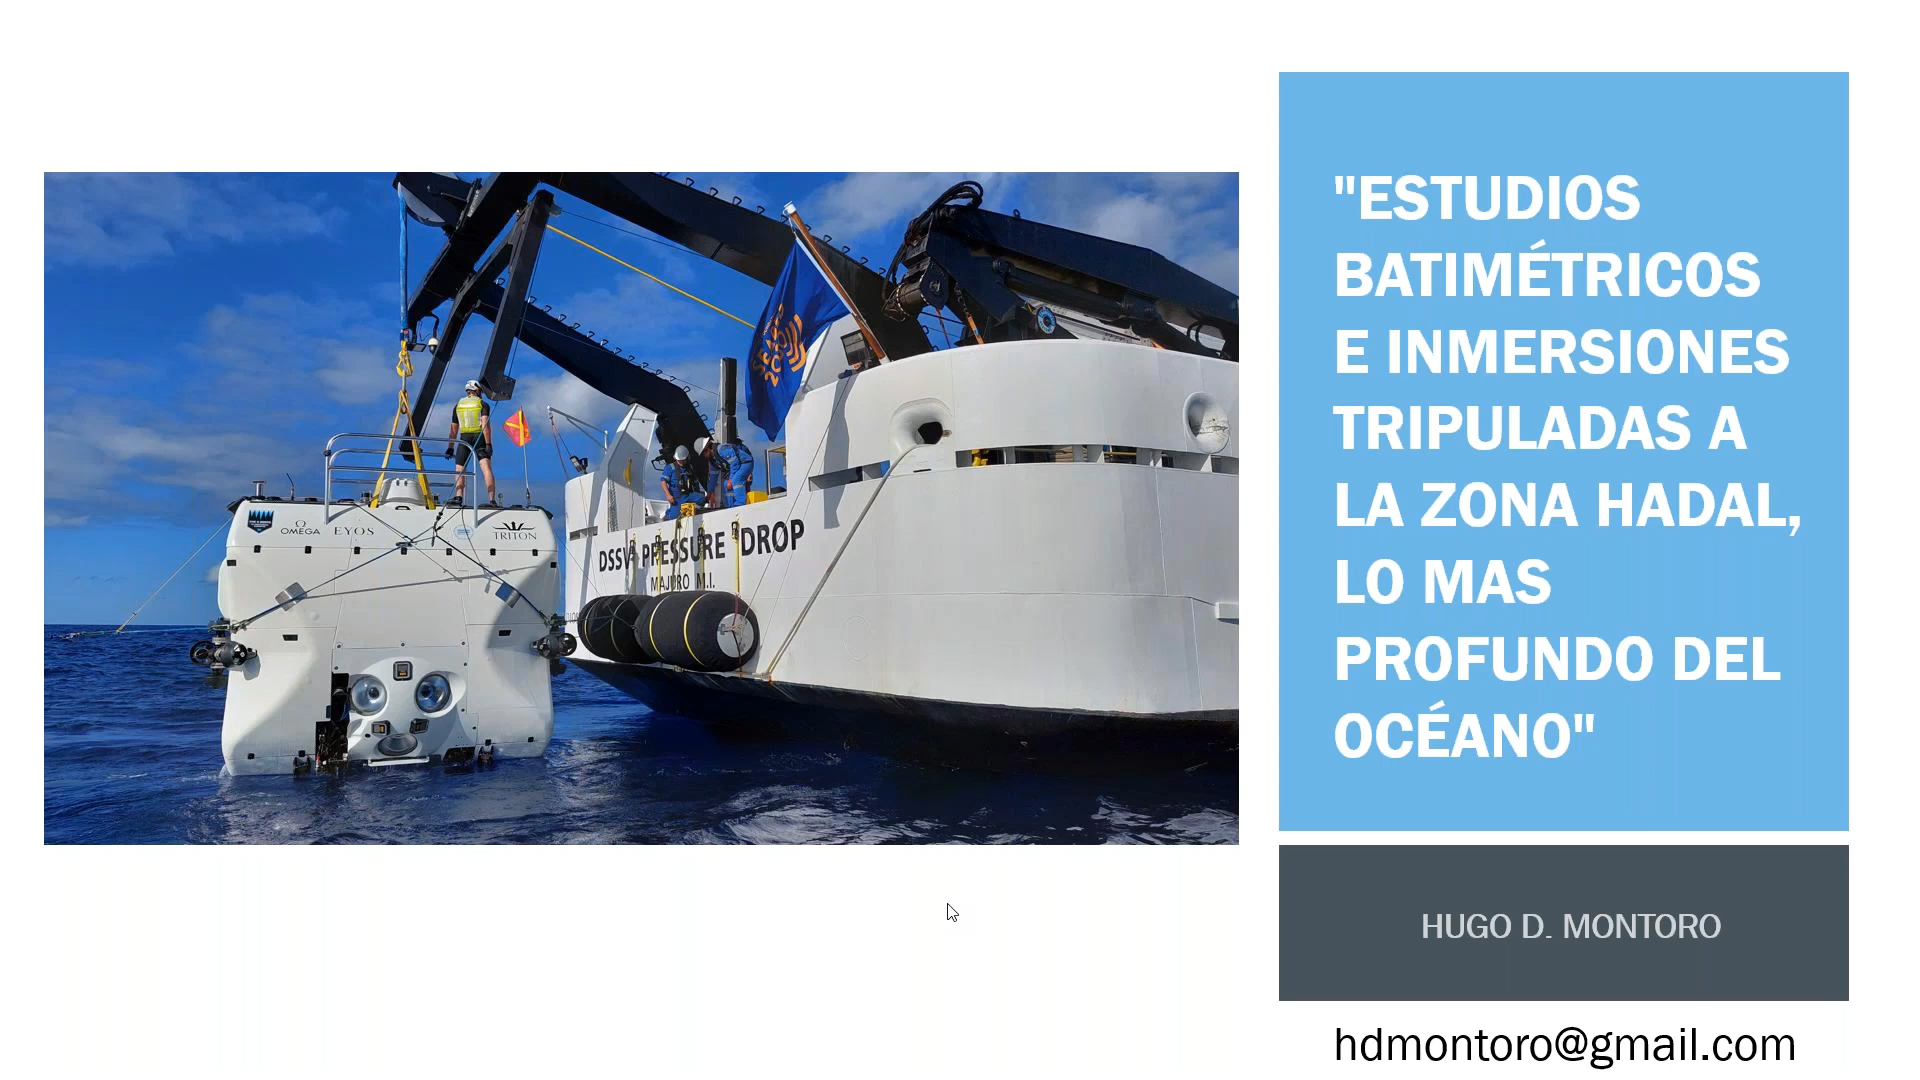 "ESTUDIOS
BATIMÉTRICOS
E INMERSIONES
TRIPULADAS A
LA ZONA HADAL,
LO MAS
PROFUNDO DEL
OCÉANO"
HUGO D. MONTORO
hdmontoro@gmail.com
OMEGA
EYOS
TRITON
DSSV PRESSURE DROP
MAJURO M.I.